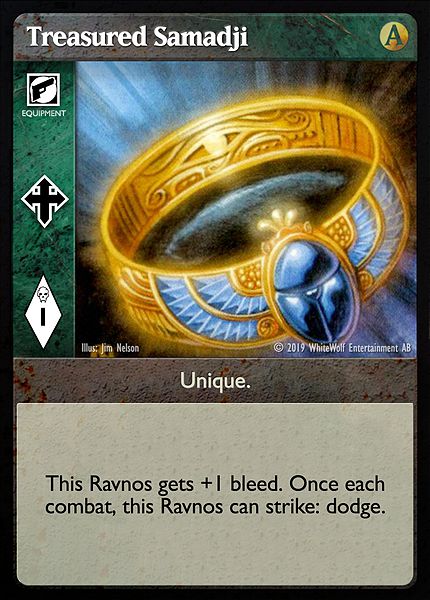 Treasured Samadji
A
EQUIPMENT
1
Illus: Jim Nelson
© 2019 WhiteWolf Entertainment AB
Unique.
This Ravnos gets +1 bleed. Once each
combat, this Ravnos can strike: dodge.